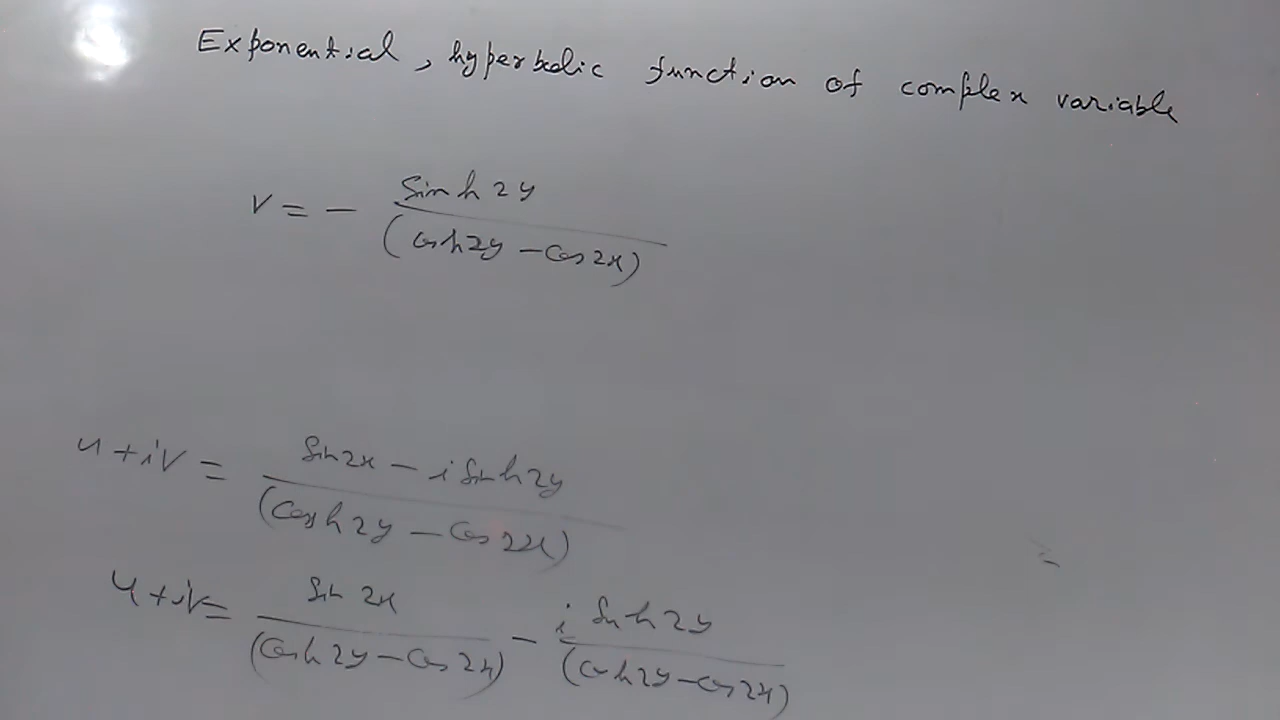 Exponential, hyperbolic function of complex variable
v = - Sinh 2y / (Cosh 2y - Cos 2x)
u + iv = Sin 2x - i Sinh 2y / (Cosh 2y - Cos 2x)
u + iv = Sin 2x / (Cosh 2y - Cos 2x) - i Sinh 2y / (Cosh 2y - Cos 2x)